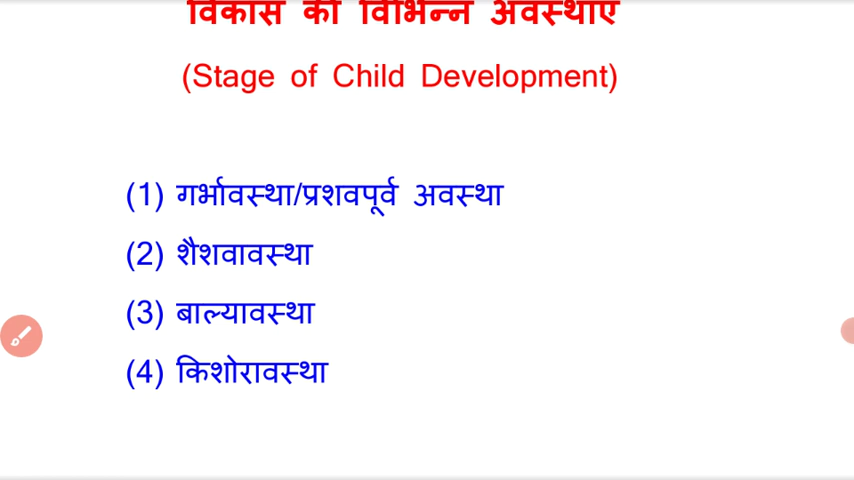 विकास की विभिन्न अवस्थाएं
(Stage of Child Development)
(1) गर्भावस्था/प्रशवपूर्व अवस्था
(2) शैशवावस्था
(3) बाल्यावस्था
(4) किशोरावस्था